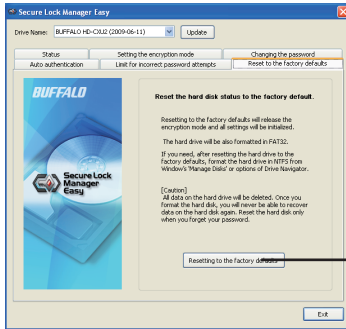 Secure Lock Manager Easy
Drive Name: BUFFALO HD-CXU2 (2009-06-11) Update
Status Setting the encryption mode Changing the password
Auto authentication Limit for incorrect password attempts Reset to the factory defaults
BUFFALO
Secure Lock
Manager
Easy
Reset the hard disk status to the factory default.
Resetting to the factory defaults will release the
encryption mode and all settings will be initialized.
The hard drive will be also formatted in FAT32.
If you need, after resetting the hard drive to the
factory defaults, format the hard drive in NTFS from
Window's 'Manage Disks' or options of Drive Navigator.
[Caution]
All data on the hard drive will be deleted. Once you
format the hard disk, you will never be able to recover
data on the hard disk again. Reset the hard disk only
when you forget your password.
Resetting to the factory defaults
Exit